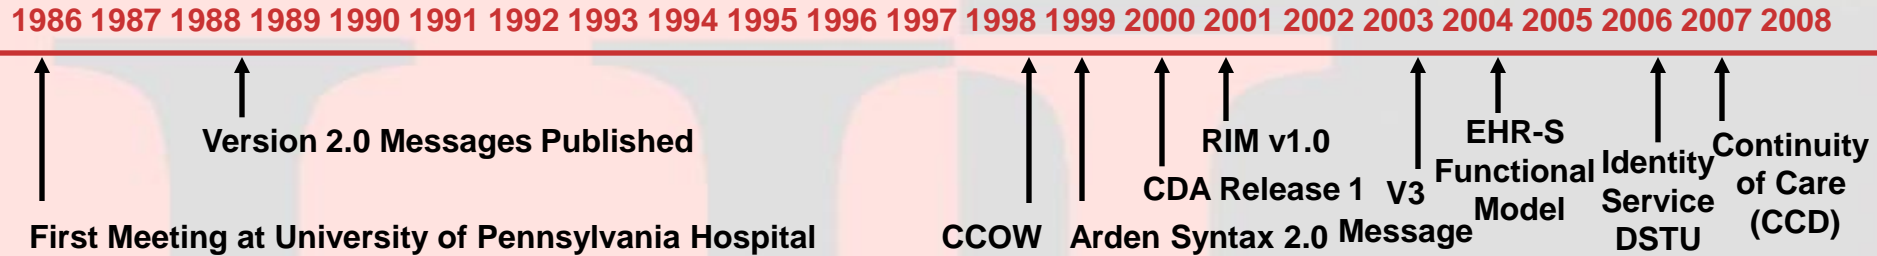 1986 1987 1988 1989 1990 1991 1992 1993 1994 1995 1996 1997 1998 1999 2000 2001 2002 2003 2004 2005 2006 2007 2008
Version 2.0 Messages Published
First Meeting at University of Pennsylvania Hospital
CCOW
Arden Syntax 2.0
CDA Release 1
RIM v1.0
V3
Message
EHR-S
Functional
Model
Identity
Service
DSTU
Continuity
of Care
(CCD)